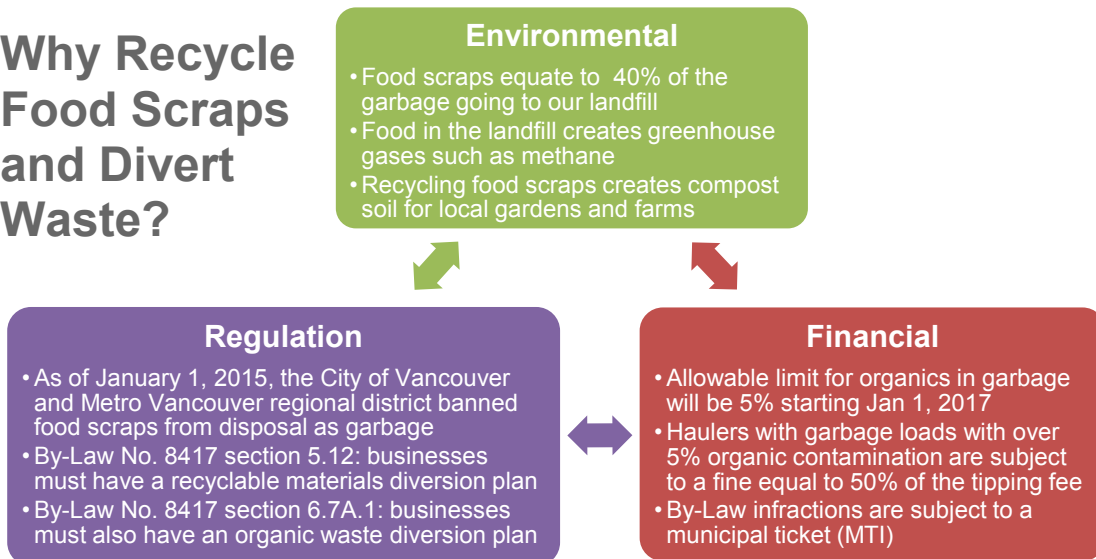 Why Recycle
Food Scraps
and Divert
Waste?
Environmental
• Food scraps equate to 40% of the
garbage going to our landfill
• Food in the landfill creates greenhouse
gases such as methane
• Recycling food scraps creates compost
soil for local gardens and farms
Regulation
• As of January 1, 2015, the City of Vancouver
and Metro Vancouver regional district banned
food scraps from disposal as garbage
• By-Law No. 8417 section 5.12: businesses
must have a recyclable materials diversion plan
• By-Law No. 8417 section 6.7A.1: businesses
must also have an organic waste diversion plan
Financial
• Allowable limit for organics in garbage
will be 5% starting Jan 1, 2017
• Haulers with garbage loads with over
5% organic contamination are subject
to a fine equal to 50% of the tipping fee
• By-Law infractions are subject to a
municipal ticket (MTI)